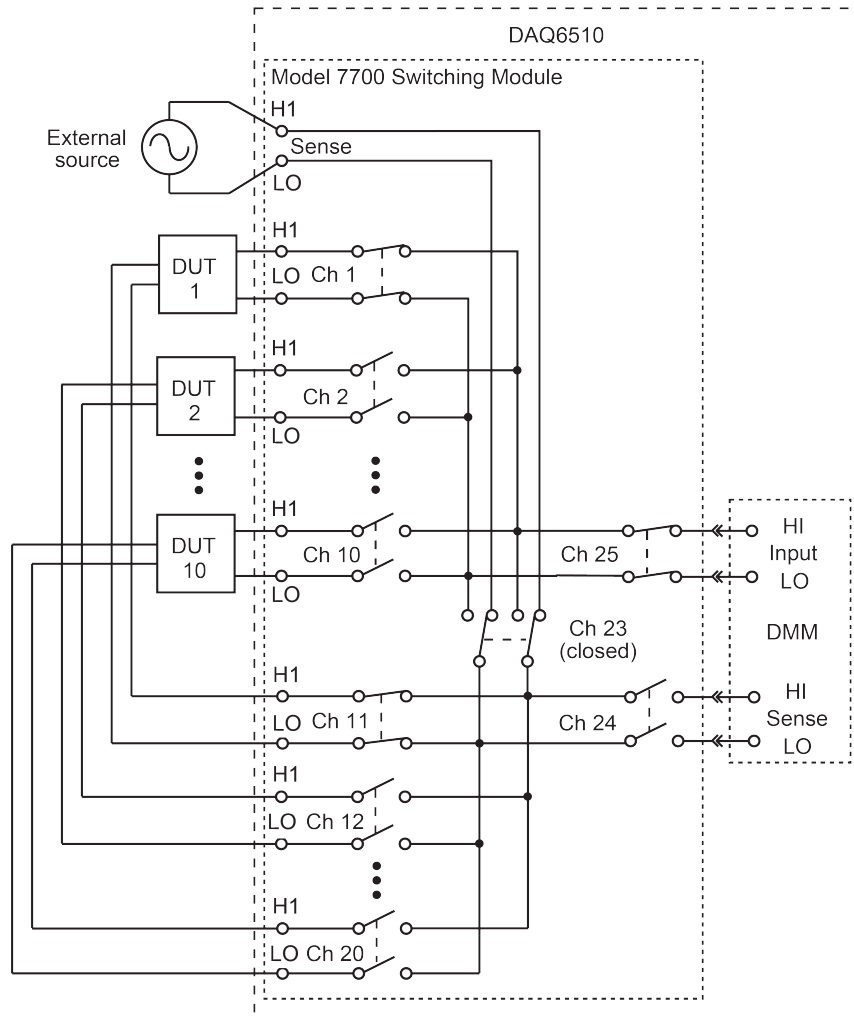 DAQ6510
Model 7700 Switching Module
External
source
H1
Sense
LO
DUT
1
H1
LO Ch 1
DUT
2
H1
Ch 2
LO
DUT
10
H1
Ch 10
LO
Ch 25
HI
Input
LO
DMM
Ch 23
(closed)
H1
LO Ch 11
Ch 24
HI
Sense
LO
H1
LO Ch 12
H1
LO Ch 20